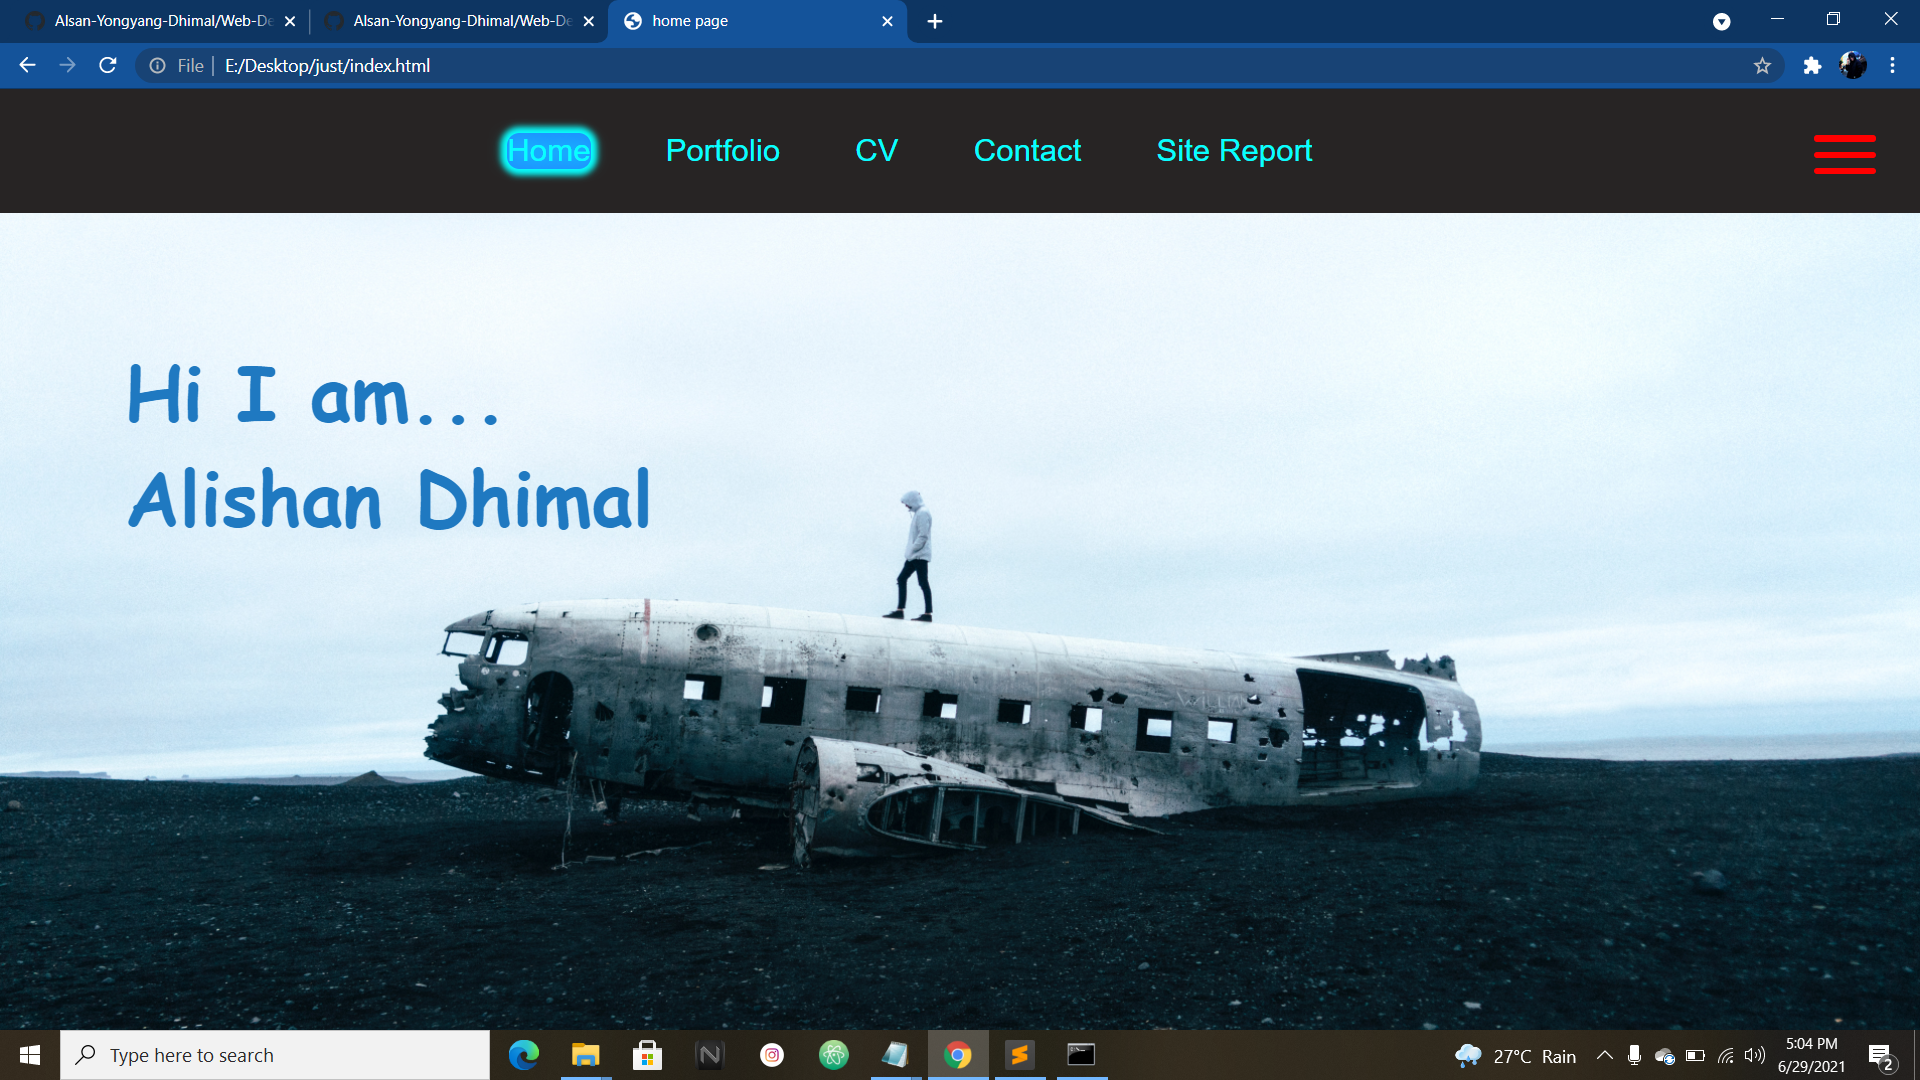 Alsan-Yongyang-Dhimal/Web-De
Alsan-Yongyang-Dhimal/Web-De
home page
File
E:/Desktop/just/index.html
Home
Portfolio
CV
Contact
Site Report
Hi I am...
Alishan Dhimal
Type here to search
27°C Rain
5:04 PM
6/29/2021
2